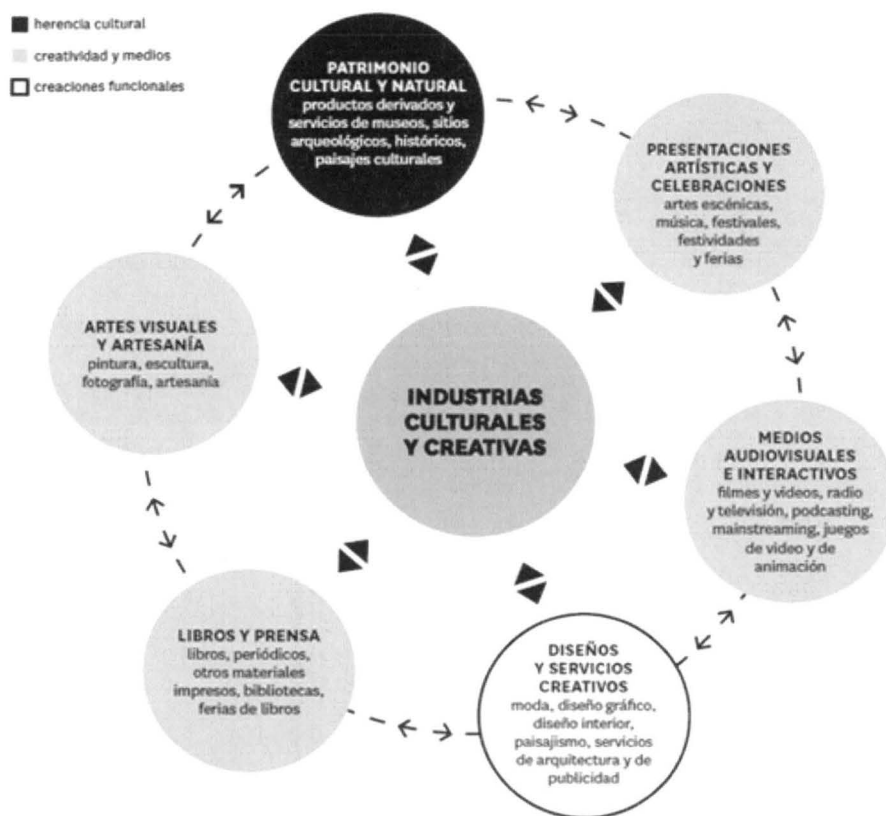 herencia cultural
creatividad y medios
creaciones funcionales
PATRIMONIO
CULTURAL Y NATURAL
productos derivados y
servicios de museos, sitios
arqueológicos, históricos,
paisajes culturales
PRESENTACIONES
ARTÍSTICAS Y
CELEBRACIONES
artes escénicas,
música, festivales,
festividades
y ferias
ARTES VISUALES
Y ARTESANÍA
pintura, escultura,
fotografía, artesanía
INDUSTRIAS
CULTURALES
Y CREATIVAS
MEDIOS
AUDIOVISUALES
E INTERACTIVOS
filmes y videos, radio
y televisión, podcasting,
mainstreaming, juegos
de video y de
animación
LIBROS Y PRENSA
libros, periódicos,
otros materiales
impresos, bibliotecas,
ferias de libros
DISEÑOS
Y SERVICIOS
CREATIVOS
moda, diseño gráfico,
diseño interior,
paisajismo, servicios
de arquitectura y de
publicidad